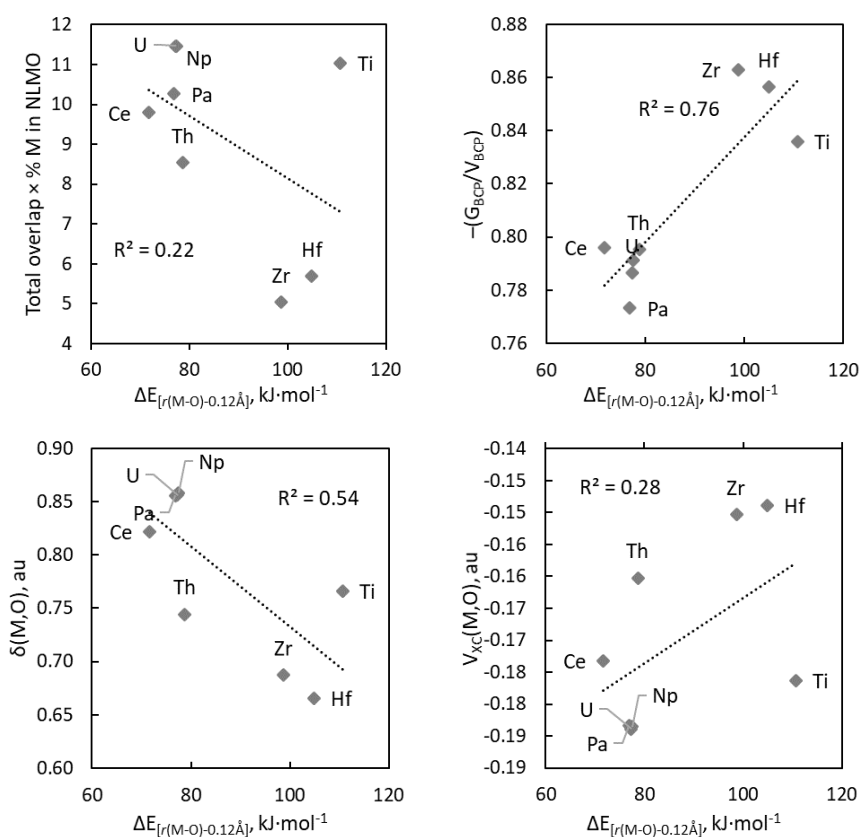 Total overlap × % M in NLMO
12
11
10
9
8
7
6
5
4
U
Np
Ti
Pa
Ce
Th
R² = 0.22
Hf
Zr
60
80
100
120
ΔE[r(M-O)-0.12Å], kJ·mol⁻¹
−(G_BCP/V_BCP)
0.88
0.86
0.84
0.82
0.80
0.78
0.76
Zr
Hf
R² = 0.76
Ti
Th
Ce
U
Pa
60
80
100
120
ΔE[r(M-O)-0.12Å], kJ·mol⁻¹
δ(M,O), au
0.90
0.85
0.80
0.75
0.70
0.65
0.60
U
Np
R² = 0.54
Pa
Ce
Th
Ti
Zr
Hf
60
80
100
120
ΔE[r(M-O)-0.12Å], kJ·mol⁻¹
V_XC(M,O), au
-0.14
-0.15
-0.15
-0.16
-0.16
-0.17
-0.17
-0.18
-0.18
-0.19
-0.19
R² = 0.28
Zr
Hf
Th
Ce
Ti
Np
U
Pa
60
80
100
120
ΔE[r(M-O)-0.12Å], kJ·mol⁻¹